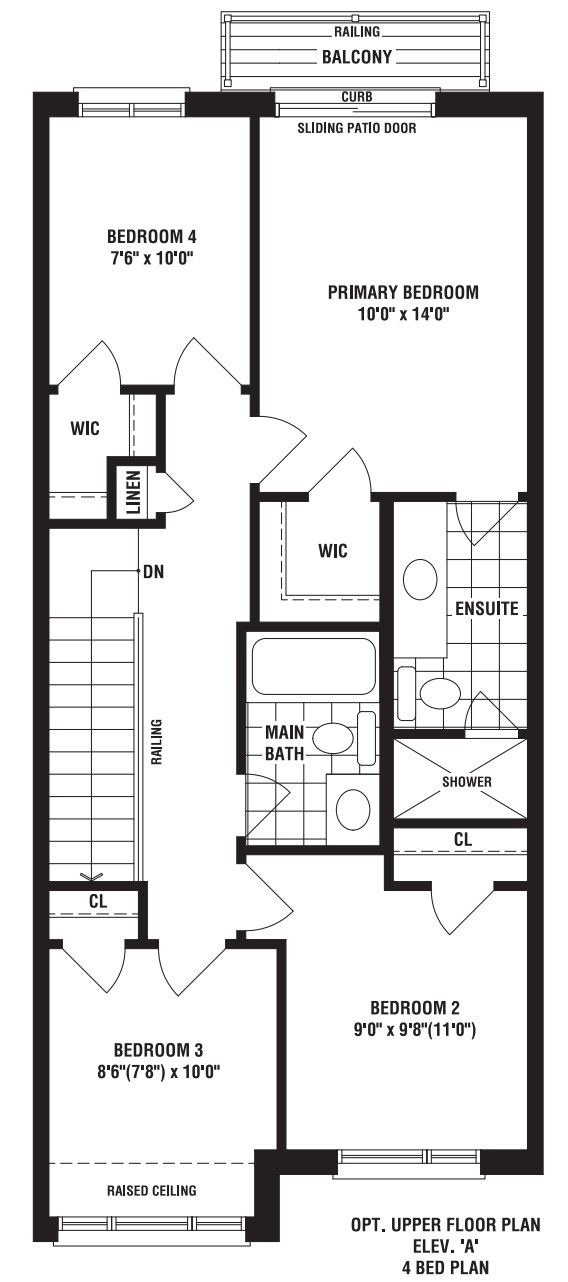 RAILING
BALCONY
CURB
SLIDING PATIO DOOR
BEDROOM 4
7'6" x 10'0"
PRIMARY BEDROOM
10'0" x 14'0"
WIC
LINEN
WIC
DN
ENSUITE
RAILING
MAIN
BATH
SHOWER
CL
CL
BEDROOM 2
9'0" x 9'8"(11'0")
BEDROOM 3
8'6"(7'8") x 10'0"
RAISED CEILING
OPT. UPPER FLOOR PLAN
ELEV. 'A'
4 BED PLAN